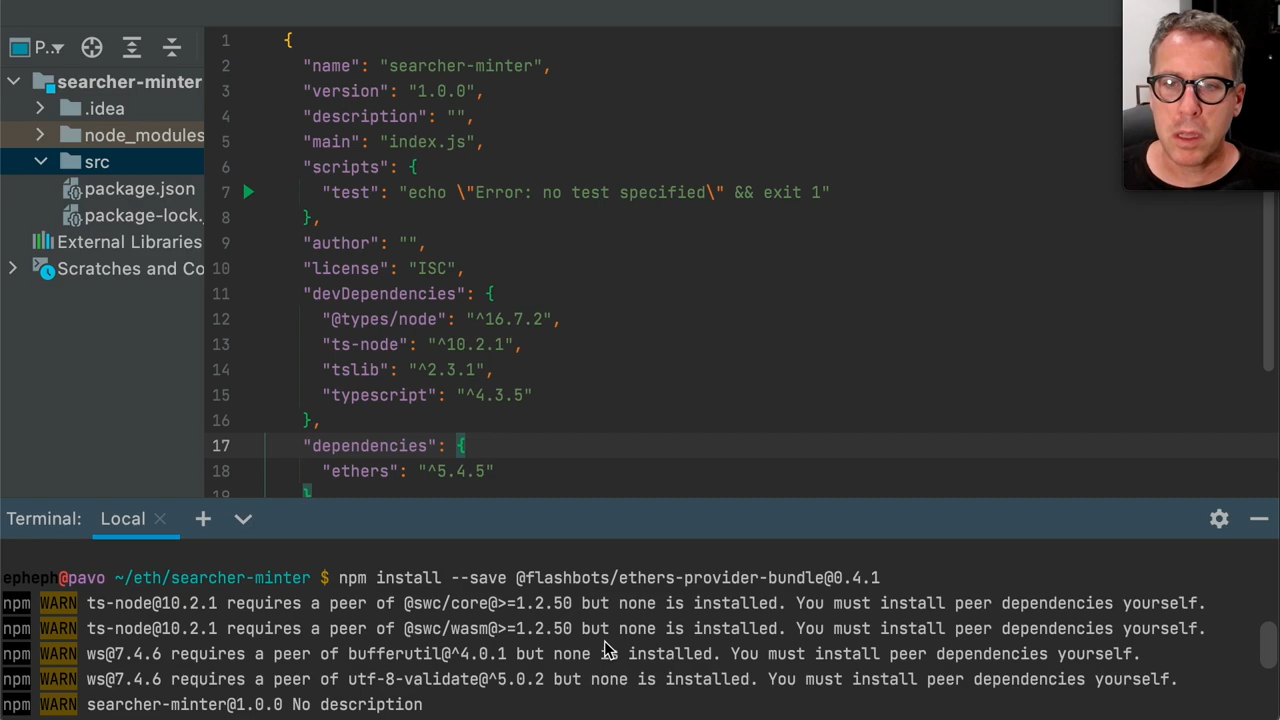 P..
searcher-minter
.idea
node_modules
src
package.json
package-lock.
External Libraries
Scratches and Co
1 {
2 "name": "searcher-minter",
3 "version": "1.0.0",
4 "description": "",
5 "main": "index.js",
6 "scripts": {
7 "test": "echo \"Error: no test specified\" && exit 1"
8 },
9 "author": "",
10 "license": "ISC",
11 "devDependencies": {
12 "@types/node": "^16.7.2",
13 "ts-node": "^10.2.1",
14 "tslib": "^2.3.1",
15 "typescript": "^4.3.5"
16 },
17 "dependencies": {
18 "ethers": "^5.4.5"
19 }
Terminal: Local
epheph@pavo ~/eth/searcher-minter $ npm install --save @flashbots/ethers-provider-bundle@0.4.1
npm WARN ts-node@10.2.1 requires a peer of @swc/core@>=1.2.50 but none is installed. You must install peer dependencies yourself.
npm WARN ts-node@10.2.1 requires a peer of @swc/wasm@>=1.2.50 but none is installed. You must install peer dependencies yourself.
npm WARN ws@7.4.6 requires a peer of bufferutil@^4.0.1 but none is installed. You must install peer dependencies yourself.
npm WARN ws@7.4.6 requires a peer of utf-8-validate@^5.0.2 but none is installed. You must install peer dependencies yourself.
npm WARN searcher-minter@1.0.0 No description